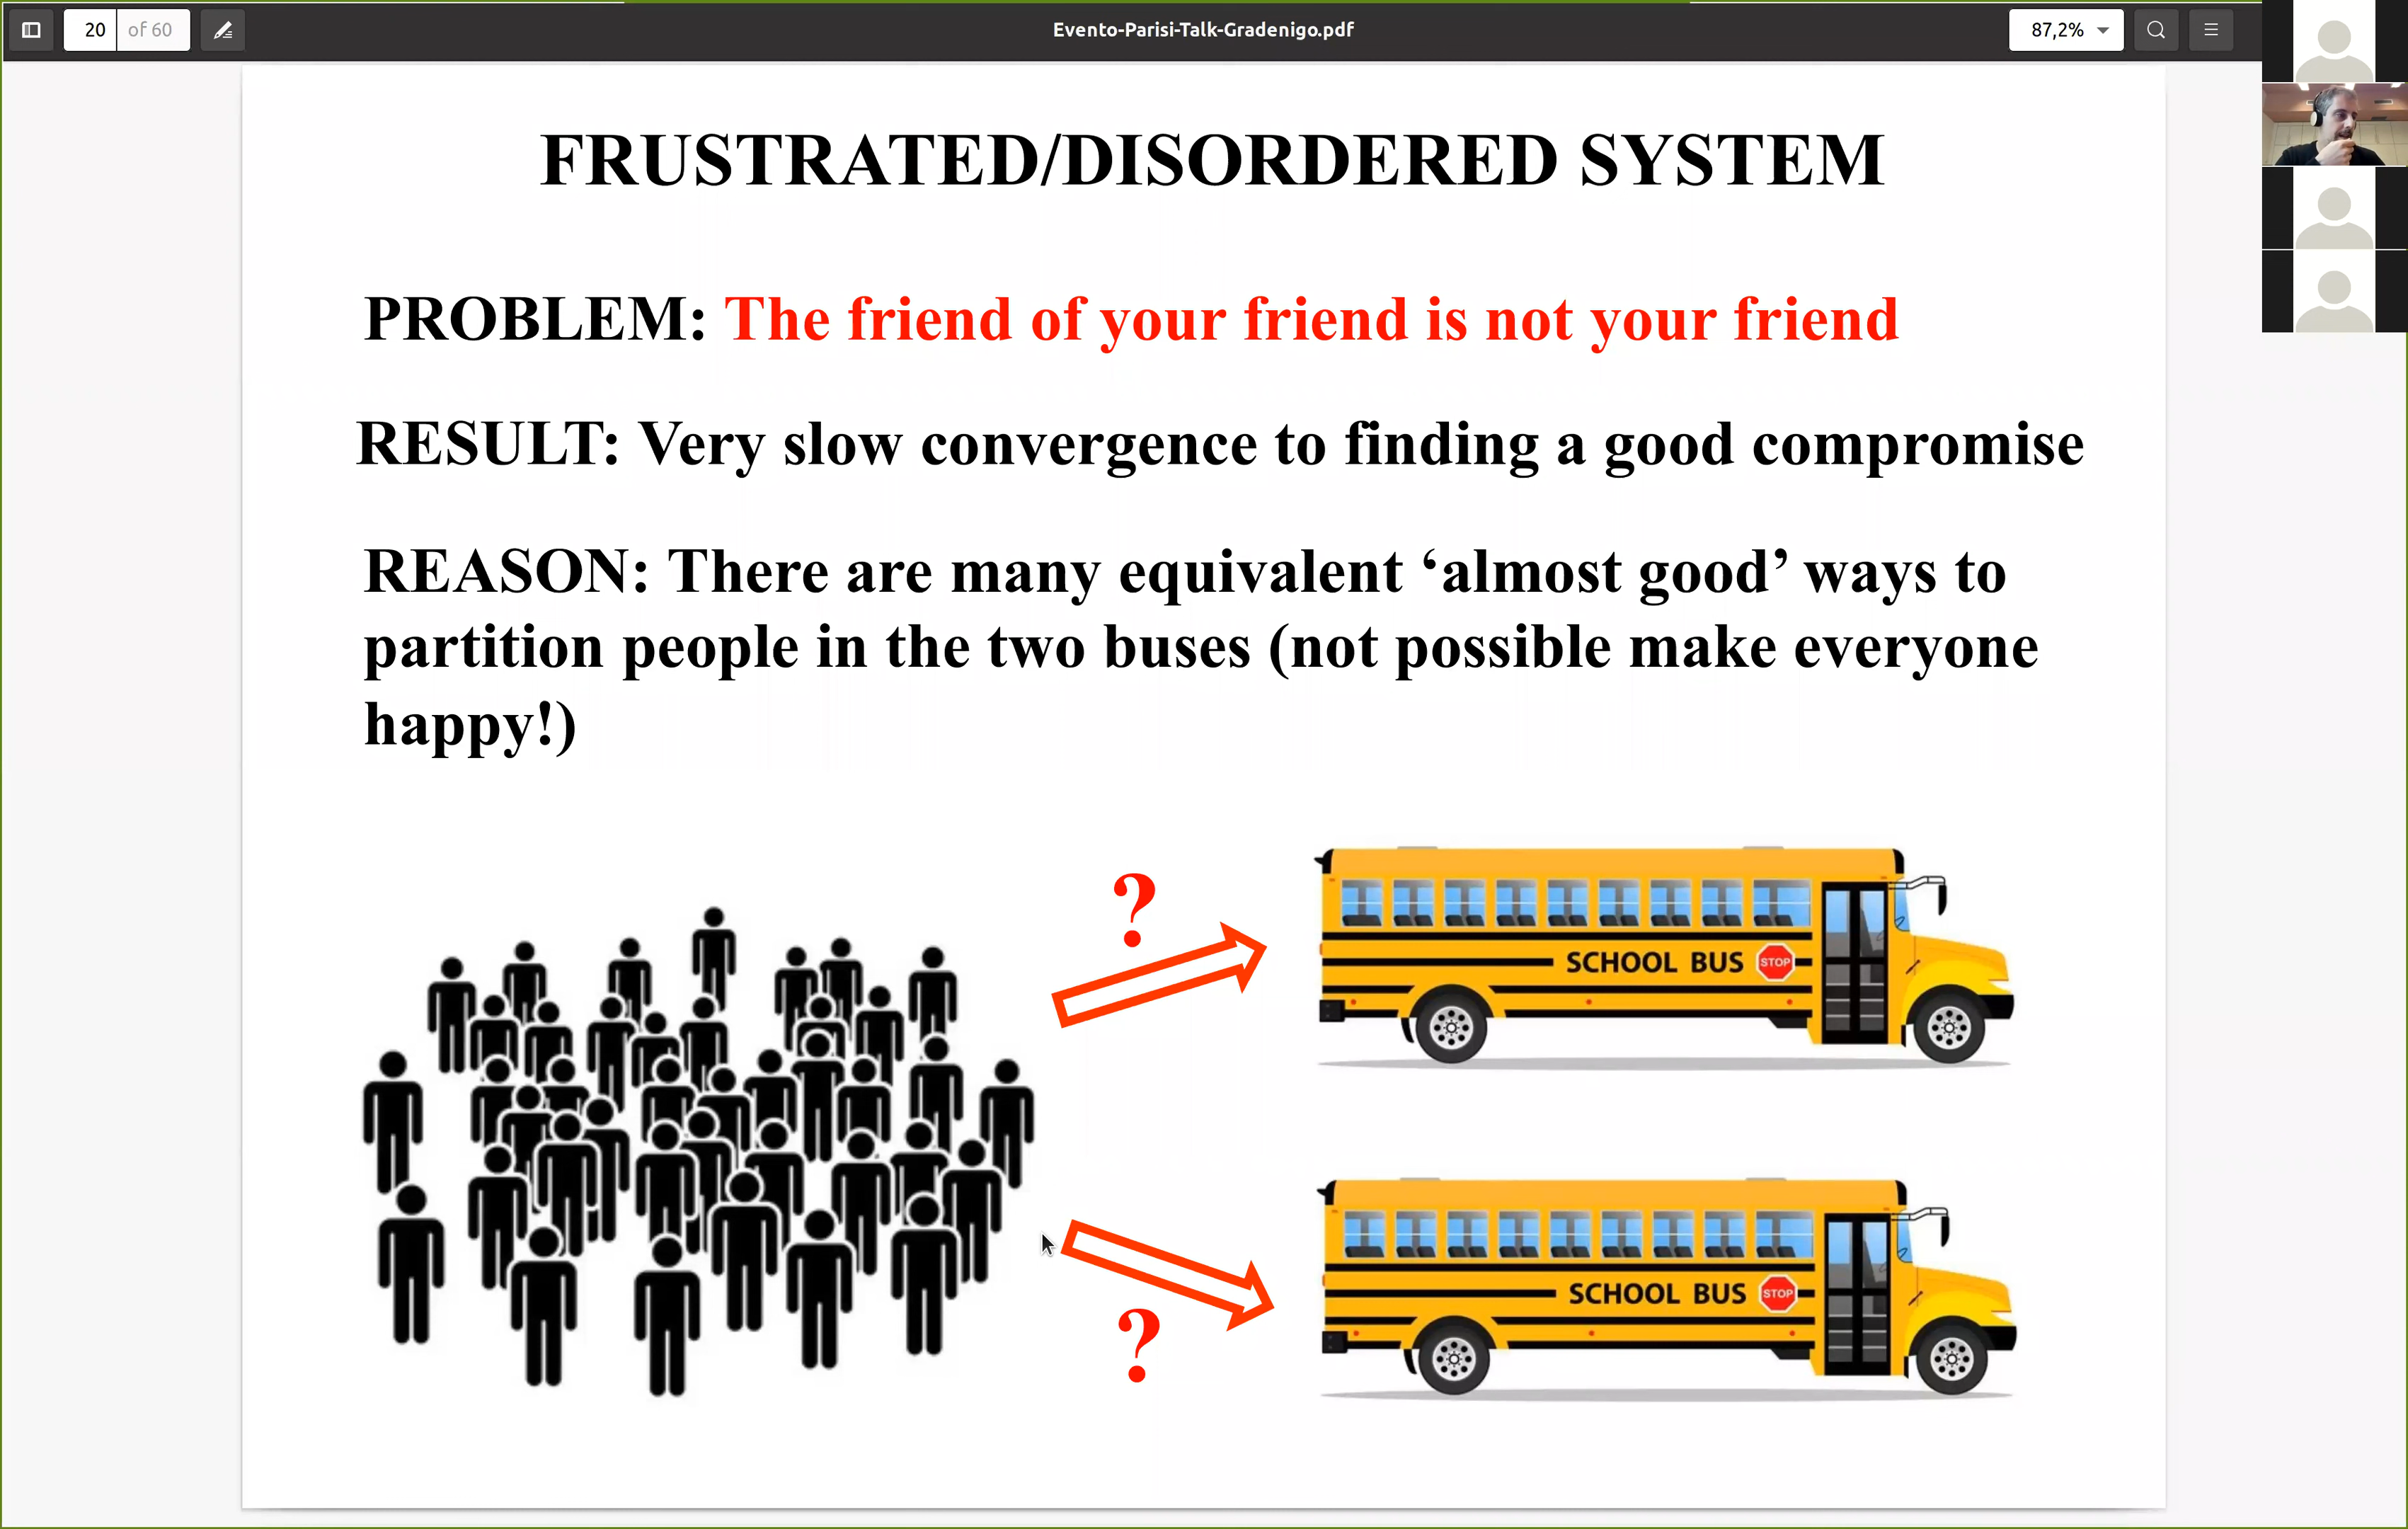 20 of 60
Evento-Parisi-Talk-Gradenigo.pdf
87,2%
FRUSTRATED/DISORDERED SYSTEM
PROBLEM: The friend of your friend is not your friend
RESULT: Very slow convergence to finding a good compromise
REASON: There are many equivalent ‘almost good’ ways to
partition people in the two buses (not possible make everyone
happy!)
?
SCHOOL BUS STOP
?
SCHOOL BUS STOP